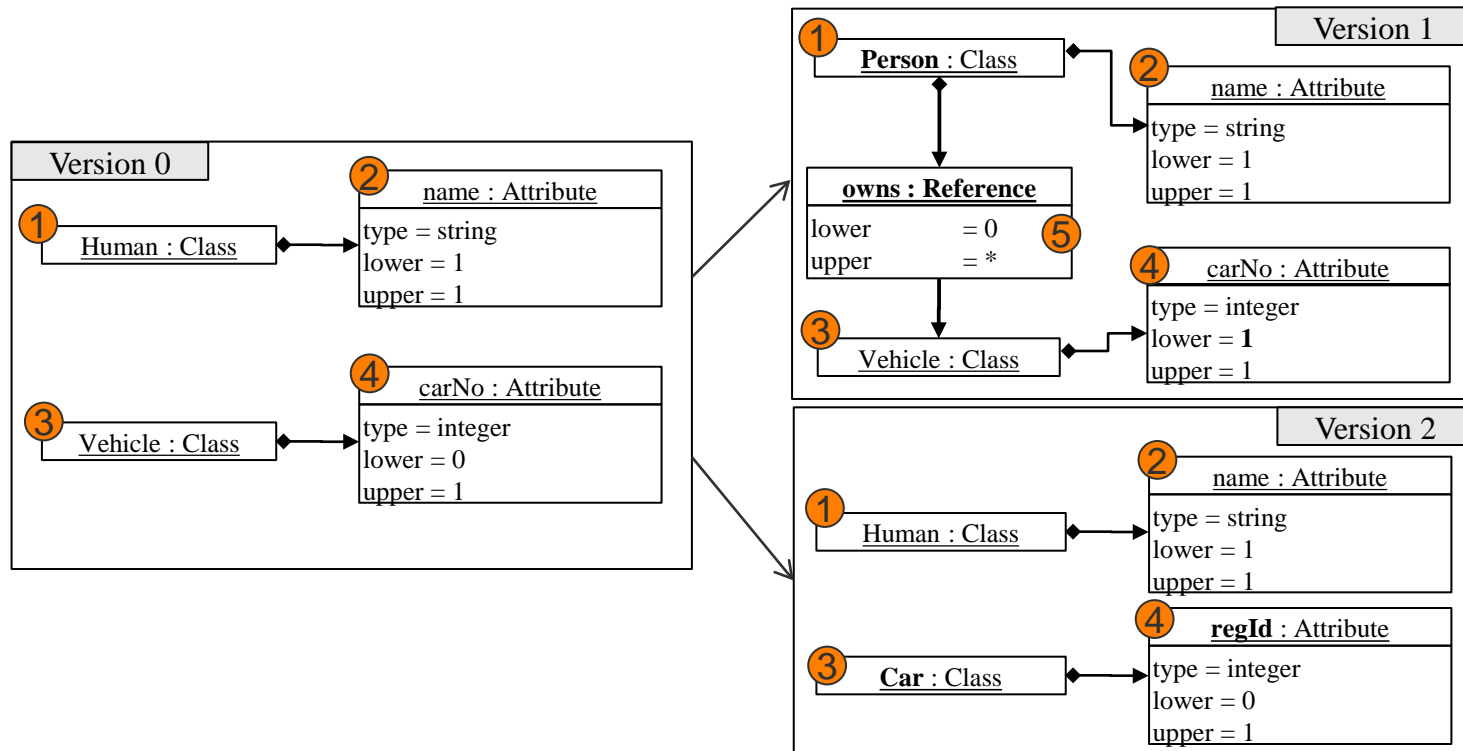 Version 0
1
Human : Class
2
name : Attribute
type = string
lower = 1
upper = 1
3
Vehicle : Class
4
carNo : Attribute
type = integer
lower = 0
upper = 1
Version 1
1
Person : Class
2
name : Attribute
type = string
lower = 1
upper = 1
owns : Reference
lower = 0
upper = *
5
3
Vehicle : Class
4
carNo : Attribute
type = integer
lower = 1
upper = 1
Version 2
1
Human : Class
2
name : Attribute
type = string
lower = 1
upper = 1
3
Car : Class
4
regId : Attribute
type = integer
lower = 0
upper = 1